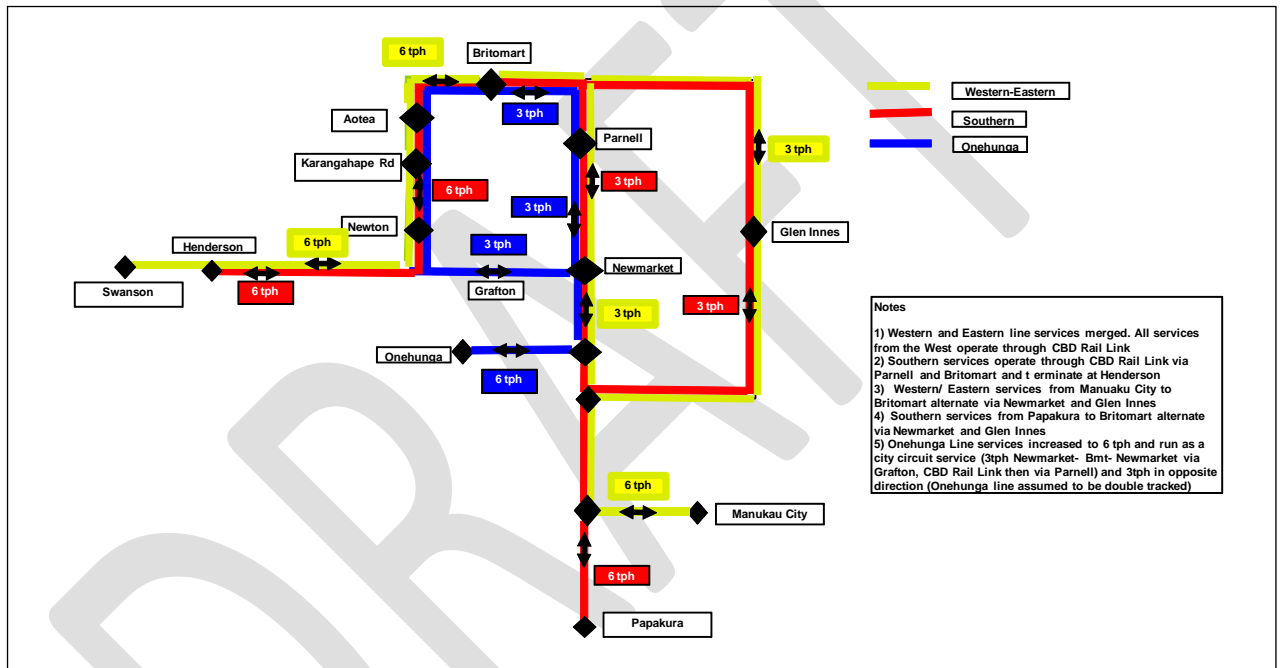 6 tph
Britomart
Western-Eastern
Southern
Onehunga
3 tph
Aotea
Parnell
3 tph
Karangahape Rd
3 tph
6 tph
3 tph
Newton
Glen Innes
Henderson
6 tph
3 tph
Newmarket
Swanson
6 tph
Grafton
3 tph
3 tph
Onehunga
6 tph
Notes
1) Western and Eastern line services merged. All services
from the West operate through CBD Rail Link
2) Southern services operate through CBD Rail Link via
Parnell and Britomart and t erminate at Henderson
3) Western/ Eastern services from Manuaku City to
Britomart alternate via Newmarket and Glen Innes
4) Southern services from Papakura to Britomart alternate
via Newmarket and Glen Innes
5) Onehunga Line services increased to 6 tph and run as a
city circuit service (3tph Newmarket- Bmt- Newmarket via
Grafton, CBD Rail Link then via Parnell) and 3tph in opposite
direction (Onehunga line assumed to be double tracked)
6 tph
Manukau City
6 tph
Papakura
DRAFT